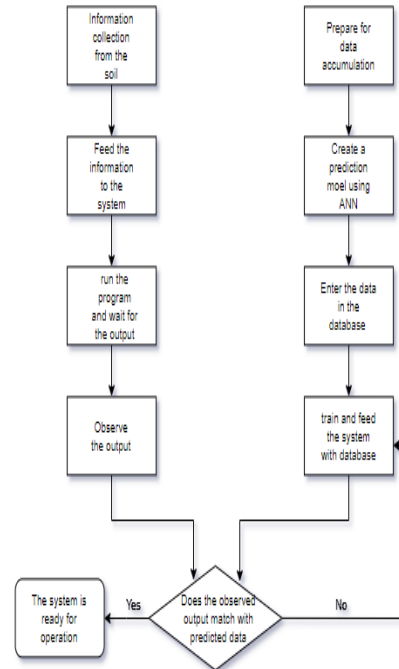 Information
collection
from the
soil
Feed the
information
to the
system
run the
program
and wait for
the output
Observe
the output
Prepare for
data
accumulation
Create a
prediction
moel using
ANN
Enter the data
in the
database
train and feed
the system
with database
Does the observed
output match with
predicted data
Yes
No
The system is
ready for
operation